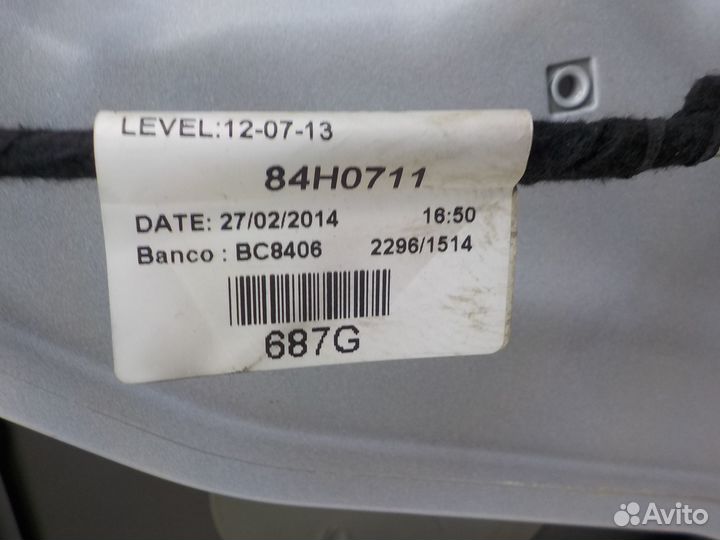 LEVEL:12-07-13
84H0711
DATE: 27/02/2014 16:50
Banco : BC8406 2296/1514
687G
Avito